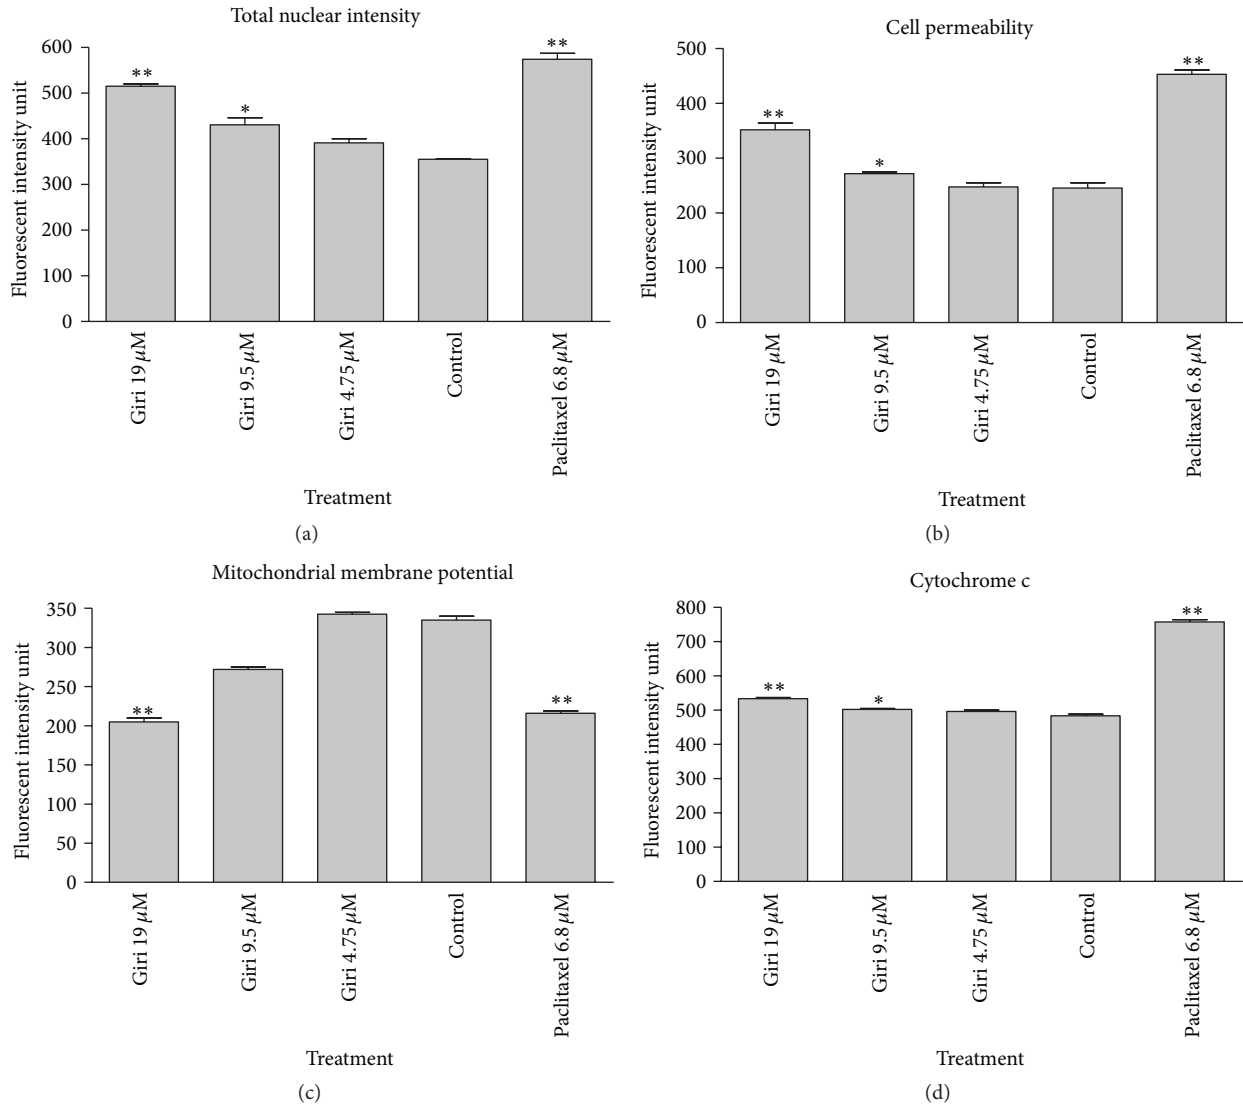 Total nuclear intensity
**
*
**
Fluorescent intensity unit
600
500
400
300
200
100
0
Giri 19 μM
Giri 9.5 μM
Giri 4.75 μM
Control
Paclitaxel 6.8 μM
Treatment
(a)
Cell permeability
**
*
**
Fluorescent intensity unit
500
400
300
200
100
0
Giri 19 μM
Giri 9.5 μM
Giri 4.75 μM
Control
Paclitaxel 6.8 μM
Treatment
(b)
Mitochondrial membrane potential
**
**
Fluorescent intensity unit
350
300
250
200
150
100
50
0
Giri 19 μM
Giri 9.5 μM
Giri 4.75 μM
Control
Paclitaxel 6.8 μM
Treatment
(c)
Cytochrome c
**
*
**
Fluorescent intensity unit
800
700
600
500
400
300
200
100
0
Giri 19 μM
Giri 9.5 μM
Giri 4.75 μM
Control
Paclitaxel 6.8 μM
Treatment
(d)